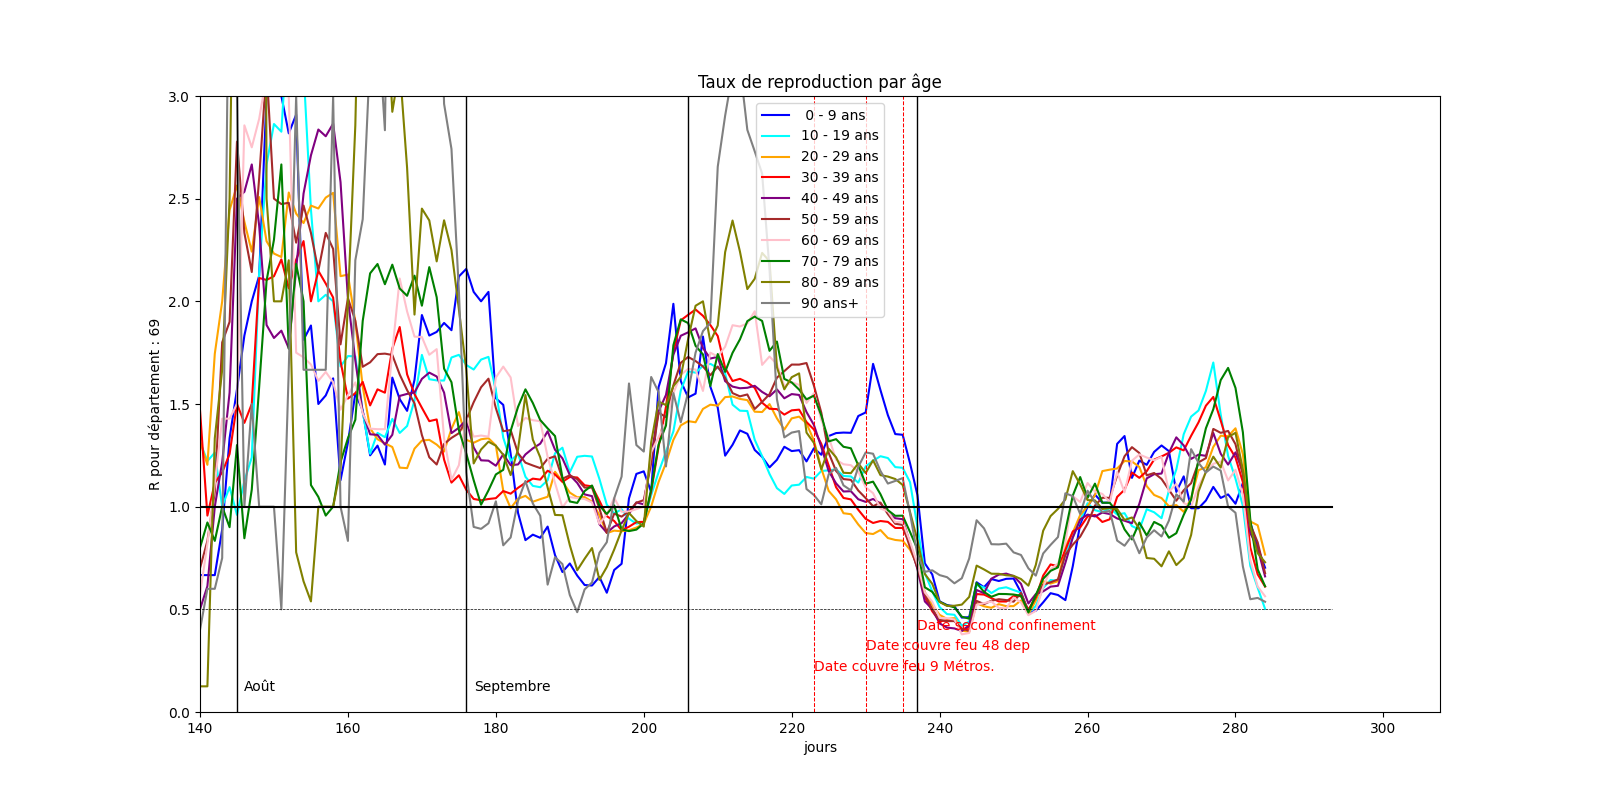 Taux de reproduction par âge
R pour département : 69
3.0
2.5
2.0
1.5
1.0
0.5
0.0
0 - 9 ans
10 - 19 ans
20 - 29 ans
30 - 39 ans
40 - 49 ans
50 - 59 ans
60 - 69 ans
70 - 79 ans
80 - 89 ans
90 ans+
Date second confinement
Date couvre feu 48 dep
Date couvre feu 9 Métros.
Août
Septembre
140 160 180 200 220 240 260 280 300
jours